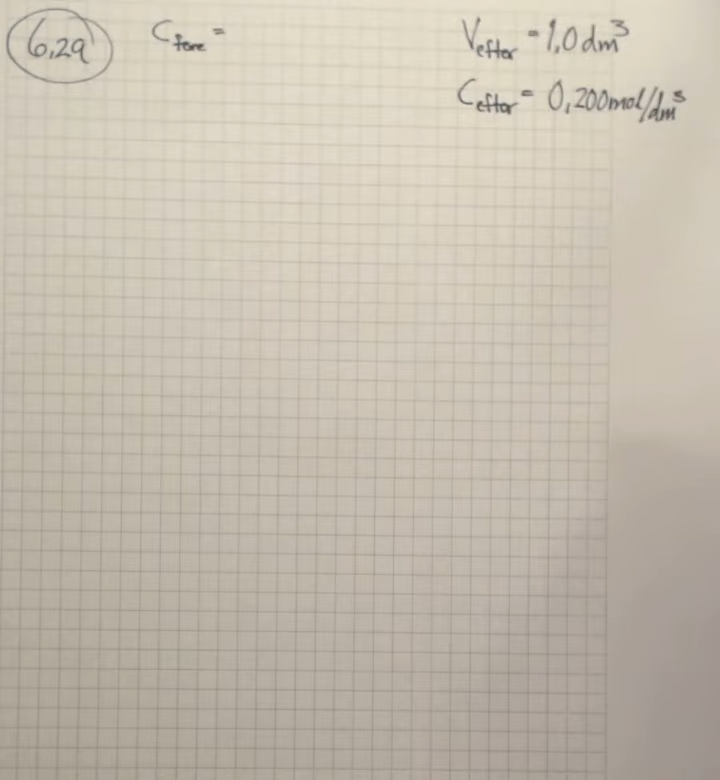 6,29 C_före = V_efter = 1,0 dm³
C_efter = 0,200 mol/dm³